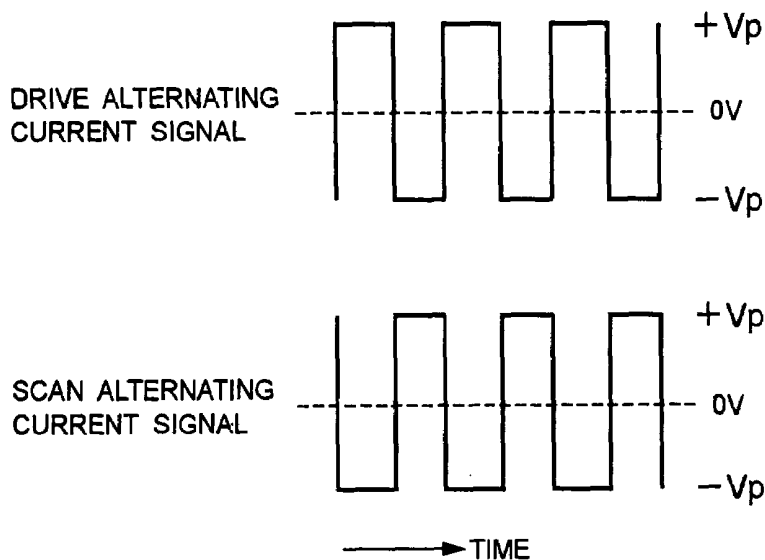 +Vp
DRIVE ALTERNATING
CURRENT SIGNAL
0V
−Vp
+Vp
SCAN ALTERNATING
CURRENT SIGNAL
0V
−Vp
TIME